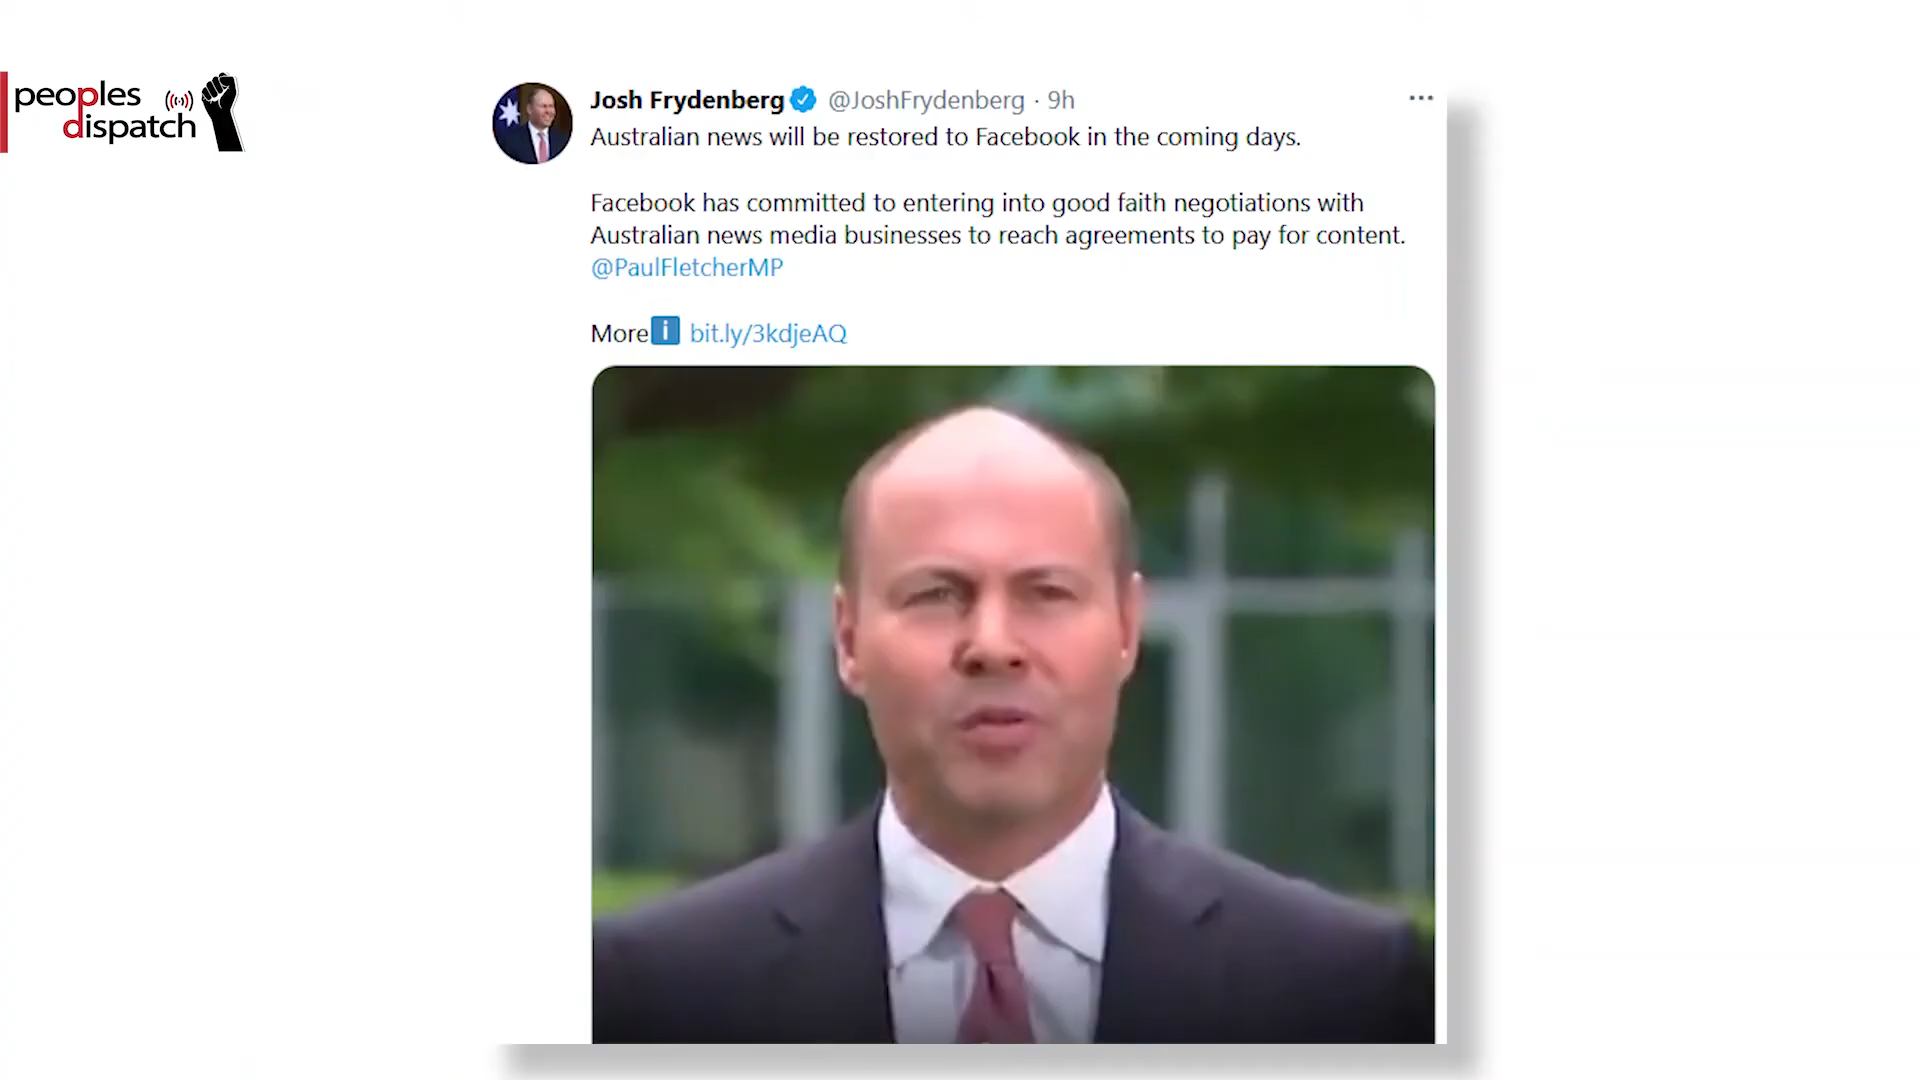 peoples
dispatch
Josh Frydenberg @JoshFrydenberg · 9h
Australian news will be restored to Facebook in the coming days.
Facebook has committed to entering into good faith negotiations with
Australian news media businesses to reach agreements to pay for content.
@PaulFletcherMP
More i bit.ly/3kdjeAQ